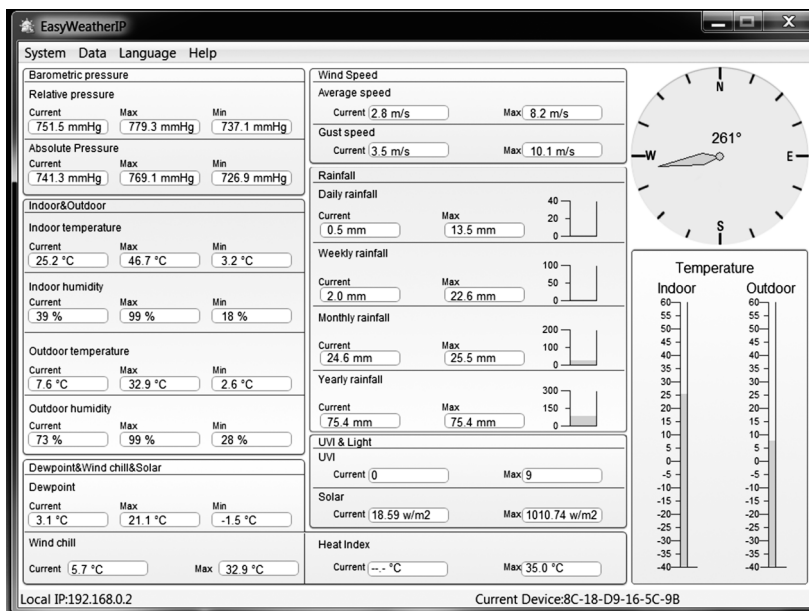 EasyWeatherIP
System Data Language Help
Barometric pressure
Relative pressure
Current Max Min
751.5 mmHg 779.3 mmHg 737.1 mmHg
Absolute Pressure
Current Max Min
741.3 mmHg 769.1 mmHg 726.9 mmHg
Indoor&Outdoor
Indoor temperature
Current Max Min
25.2 °C 46.7 °C 3.2 °C
Indoor humidity
Current Max Min
39 % 99 % 18 %
Outdoor temperature
Current Max Min
7.6 °C 32.9 °C 2.6 °C
Outdoor humidity
Current Max Min
73 % 99 % 28 %
Dewpoint&Wind chill&Solar
Dewpoint
Current Max Min
3.1 °C 21.1 °C -1.5 °C
Wind chill
Current 5.7 °C Max 32.9 °C
Wind Speed
Average speed
Current 2.8 m/s Max 8.2 m/s
Gust speed
Current 3.5 m/s Max 10.1 m/s
Rainfall
Daily rainfall
Current Max
0.5 mm 13.5 mm
40
20
0
Weekly rainfall
Current Max
2.0 mm 22.6 mm
100
50
0
Monthly rainfall
Current Max
24.6 mm 25.5 mm
200
100
0
Yearly rainfall
Current Max
75.4 mm 75.4 mm
300
150
0
UVI & Light
UVI
Current 0 Max 9
Solar
Current 18.59 w/m2 Max 1010.74 w/m2
Heat Index
Current --.- °C Max 35.0 °C
N
261°
W E
S
Temperature
Indoor Outdoor
60 60
55 55
50 50
45 45
40 40
35 35
30 30
25 25
20 20
15 15
10 10
5 5
0 0
-5 -5
-10 -10
-15 -15
-20 -20
-25 -25
-30 -30
-35 -35
-40 -40
Local IP:192.168.0.2 Current Device:8C-18-D9-16-5C-9B